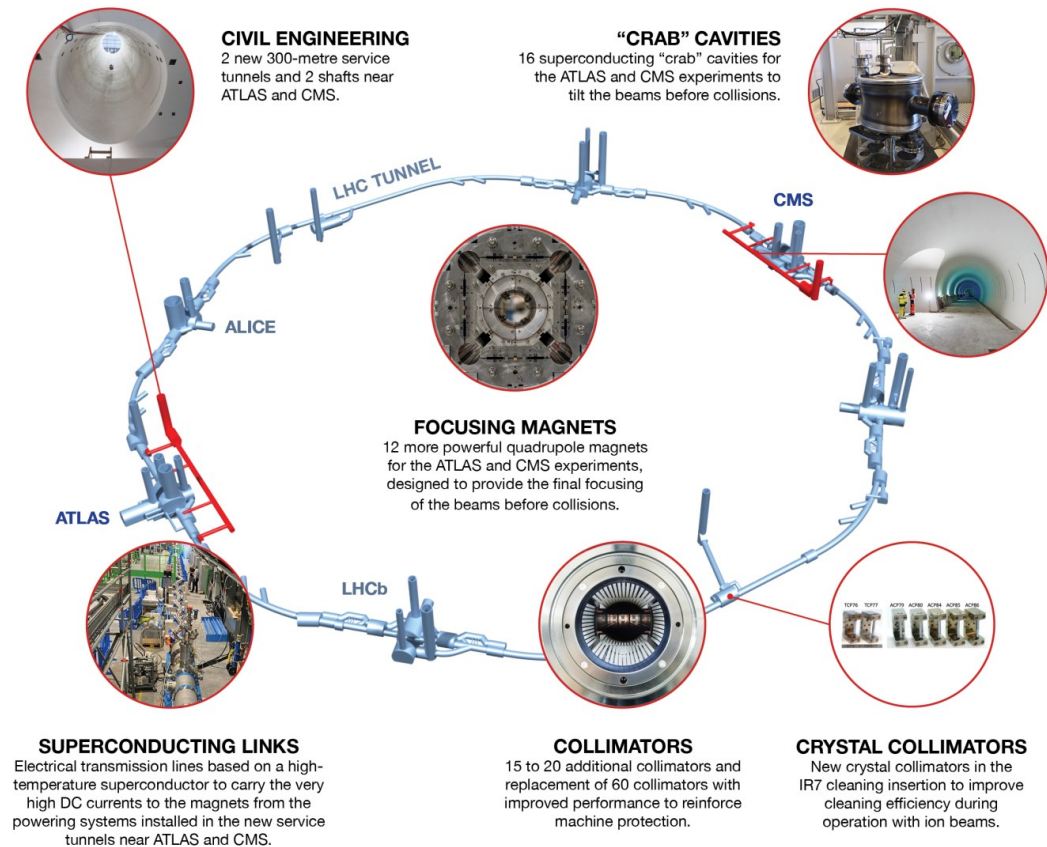 CIVIL ENGINEERING
2 new 300-metre service
tunnels and 2 shafts near
ATLAS and CMS.
“CRAB” CAVITIES
16 superconducting “crab” cavities for
the ATLAS and CMS experiments to
tilt the beams before collisions.
LHC TUNNEL
CMS
ALICE
FOCUSING MAGNETS
12 more powerful quadrupole magnets
for the ATLAS and CMS experiments,
designed to provide the final focusing
of the beams before collisions.
ATLAS
LHCb
TCP78 TCP77 ACP79 ACP80 ACP84 ACP85 ACP86
SUPERCONDUCTING LINKS
Electrical transmission lines based on a high-
temperature superconductor to carry the very
high DC currents to the magnets from the
powering systems installed in the new service
tunnels near ATLAS and CMS.
COLLIMATORS
15 to 20 additional collimators and
replacement of 60 collimators with
improved performance to reinforce
machine protection.
CRYSTAL COLLIMATORS
New crystal collimators in the
IR7 cleaning insertion to improve
cleaning efficiency during
operation with ion beams.